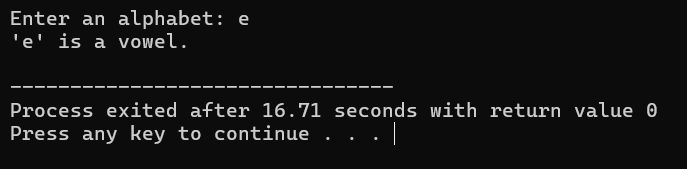 Enter an alphabet: e
'e' is a vowel.
--------------------------------
Process exited after 16.71 seconds with return value 0
Press any key to continue . . .